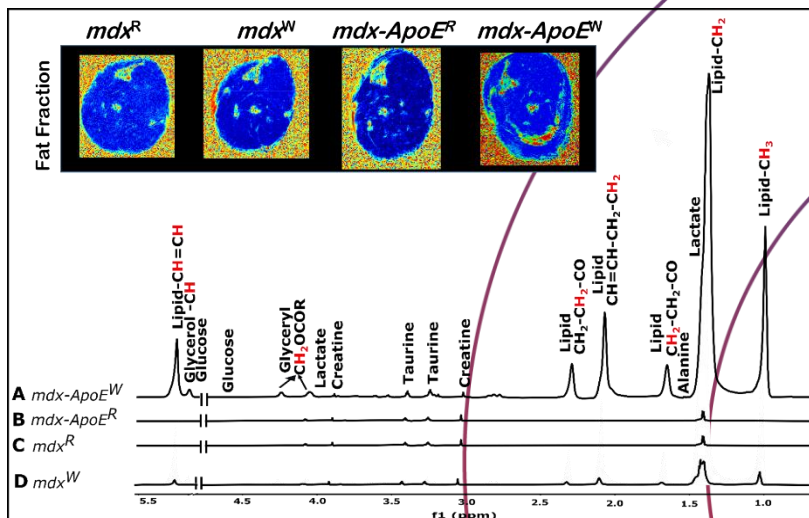 mdxR mdxW mdx-ApoER mdx-ApoEW
Fat Fraction
Lipid-CH=CH
Glycerol -CH
Glucose
Glucose
Glyceryl
CH2OCOR
Lactate
Creatine
Taurine
Taurine
Creatine
Lipid
CH2-CH2-CO
Lipid
CH=CH-CH2-CH2
Lipid
CH2-CH2-CO
Alanine
Lactate
Lipid-CH2
Lipid-CH3
A mdx-ApoEW
B mdx-ApoER
C mdxR
D mdxW
5.5 4.5 4.0 3.5 3.0 2.5 2.0 1.5 1.0
f1 (ppm)